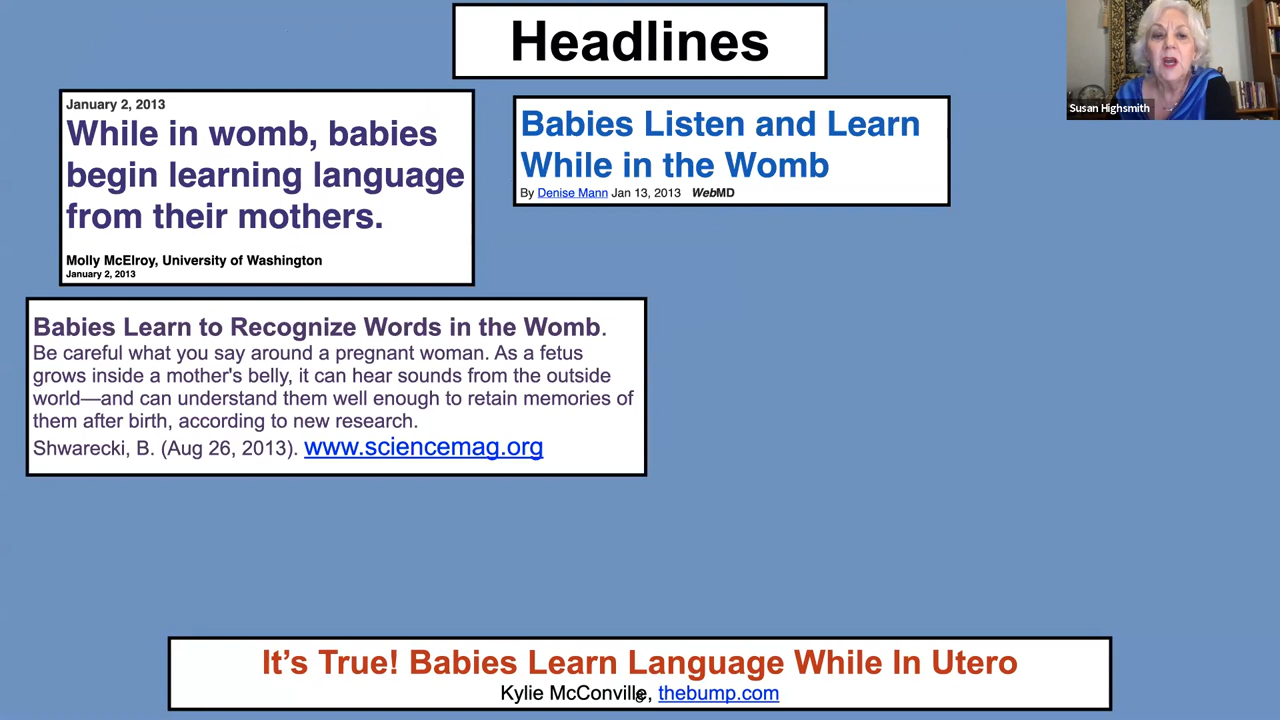 Headlines
Susan Highsmith
January 2, 2013
While in womb, babies
begin learning language
from their mothers.
Molly McElroy, University of Washington
January 2, 2013
Babies Listen and Learn
While in the Womb
By Denise Mann Jan 13, 2013 WebMD
Babies Learn to Recognize Words in the Womb.
Be careful what you say around a pregnant woman. As a fetus
grows inside a mother's belly, it can hear sounds from the outside
world—and can understand them well enough to retain memories of
them after birth, according to new research.
Shwarecki, B. (Aug 26, 2013). www.sciencemag.org
It's True! Babies Learn Language While In Utero
Kylie McConville, thebump.com